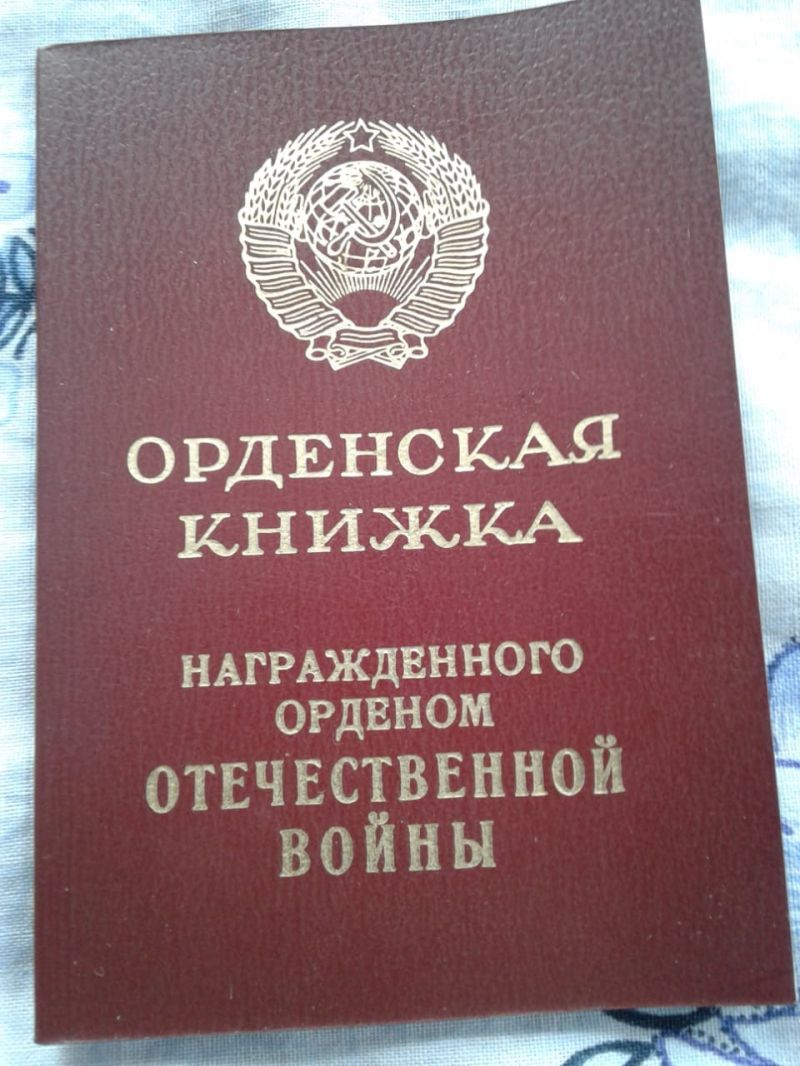 ОРДЕНСКАЯ
КНИЖКА
НАГРАЖДЕННОГО
ОРДЕНОМ
ОТЕЧЕСТВЕННОЙ
ВОЙНЫ